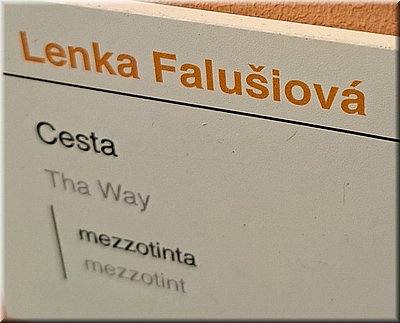 Lenka Falušiová
Cesta
Tha Way
mezzotinta
mezzotint